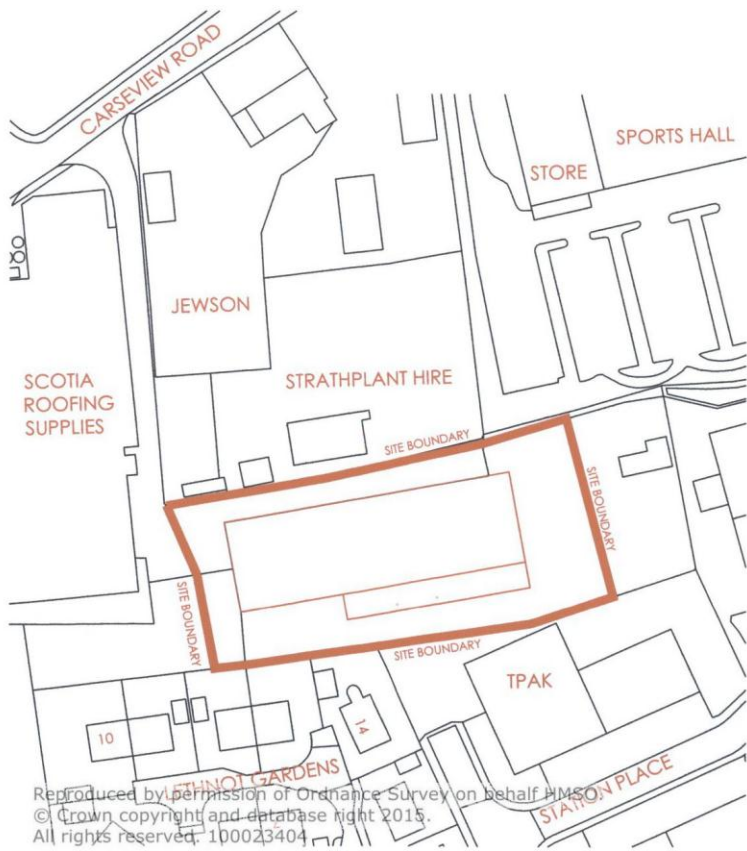 CARSEVIEW ROAD
SPORTS HALL
STORE
JEWSON
STRATHPLANT HIRE
SCOTIA
ROOFING
SUPPLIES
SITE BOUNDARY
SITE BOUNDARY
SITE BOUNDARY
SITE BOUNDARY
TPAK
10
14
LETHNOT GARDENS
STATION PLACE
Reproduced by permission of Ordnance Survey on behalf HMSO.
© Crown copyright and database right 2015.
All rights reserved. 100023404